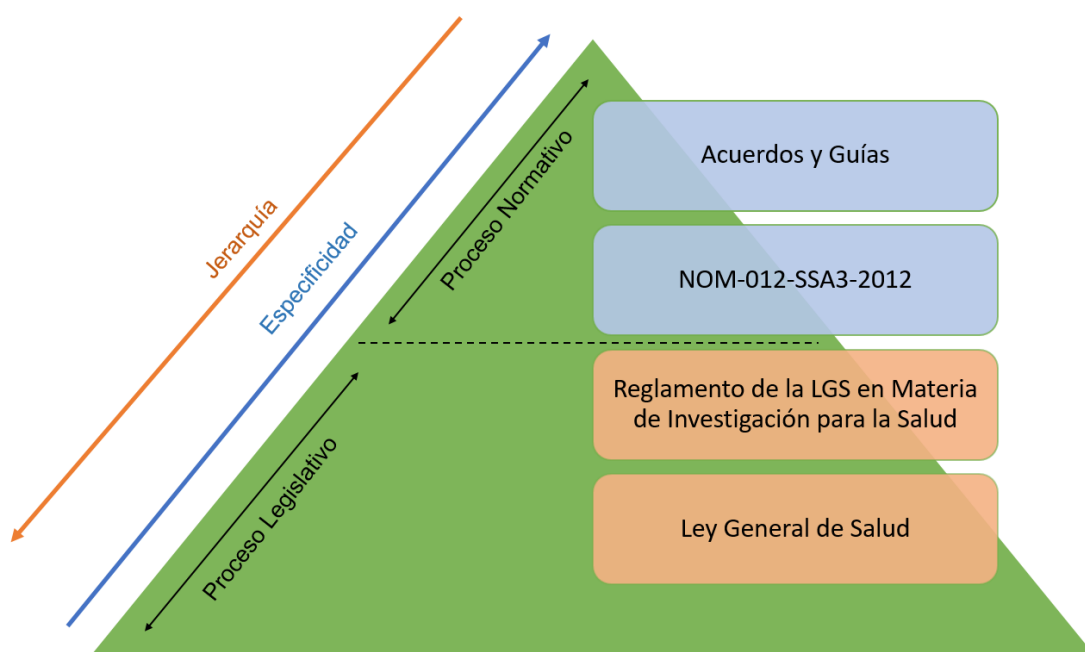 Jerarquía
Especificidad
Proceso Normativo
Proceso Legislativo
Acuerdos y Guías
NOM-012-SSA3-2012
Reglamento de la LGS en Materia
de Investigación para la Salud
Ley General de Salud